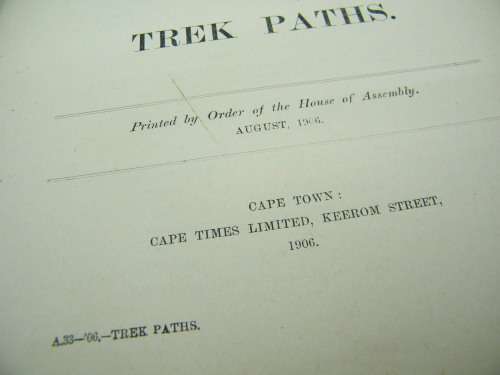 TREK PATHS.
Printed by Order of the House of Assembly.
AUGUST, 1906.
CAPE TOWN:
CAPE TIMES LIMITED, KEEROM STREET,
1906.
A.33—'06.—TREK PATHS.